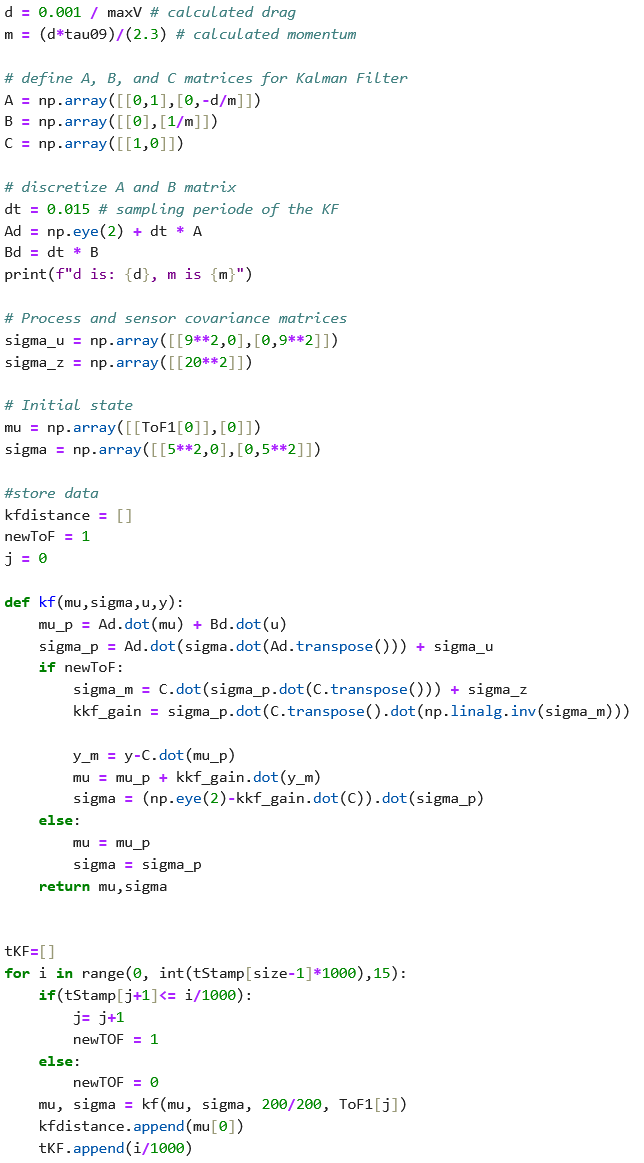 d = 0.001 / maxV # calculated drag
m = (d*tau09)/(2.3) # calculated momentum
# define A, B, and C matrices for Kalman Filter
A = np.array([[0,1],[0,-d/m]])
B = np.array([[0],[1/m]])
C = np.array([[1,0]])
# discretize A and B matrix
dt = 0.015 # sampling periode of the KF
Ad = np.eye(2) + dt * A
Bd = dt * B
print(f"d is: {d}, m is {m}")
# Process and sensor covariance matrices
sigma_u = np.array([[9**2,0],[0,9**2]])
sigma_z = np.array([[20**2]])
# Initial state
mu = np.array([[ToF1[0]],[0]])
sigma = np.array([[5**2,0],[0,5**2]])
#store data
kfdistance = []
newToF = 1
j = 0
def kf(mu,sigma,u,y):
    mu_p = Ad.dot(mu) + Bd.dot(u)
    sigma_p = Ad.dot(sigma.dot(Ad.transpose())) + sigma_u
    if newToF:
        sigma_m = C.dot(sigma_p.dot(C.transpose())) + sigma_z
        kkf_gain = sigma_p.dot(C.transpose().dot(np.linalg.inv(sigma_m)))
        y_m = y-C.dot(mu_p)
        mu = mu_p + kkf_gain.dot(y_m)
        sigma = (np.eye(2)-kkf_gain.dot(C)).dot(sigma_p)
    else:
        mu = mu_p
        sigma = sigma_p
    return mu,sigma
tKF=[]
for i in range(0, int(tStamp[size-1]*1000),15):
    if(tStamp[j+1]<= i/1000):
        j= j+1
        newTOF = 1
    else:
        newTOF = 0
    mu, sigma = kf(mu, sigma, 200/200, ToF1[j])
    kfdistance.append(mu[0])
    tKF.append(i/1000)